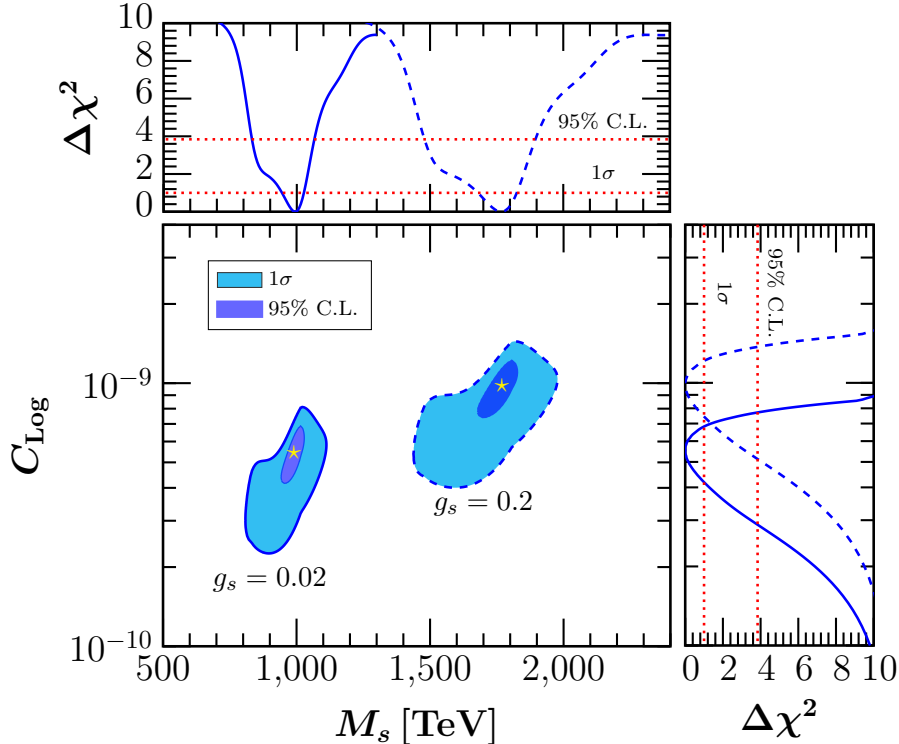 10
8
6
4
2
0
Δχ²
95% C.L.
1σ
1σ
95% C.L.
10⁻⁹
10⁻¹⁰
C_Log
g_s = 0.2
g_s = 0.02
95% C.L.
1σ
500 1,000 1,500 2,000
M_s [TeV]
0 2 4 6 8 10
Δχ²